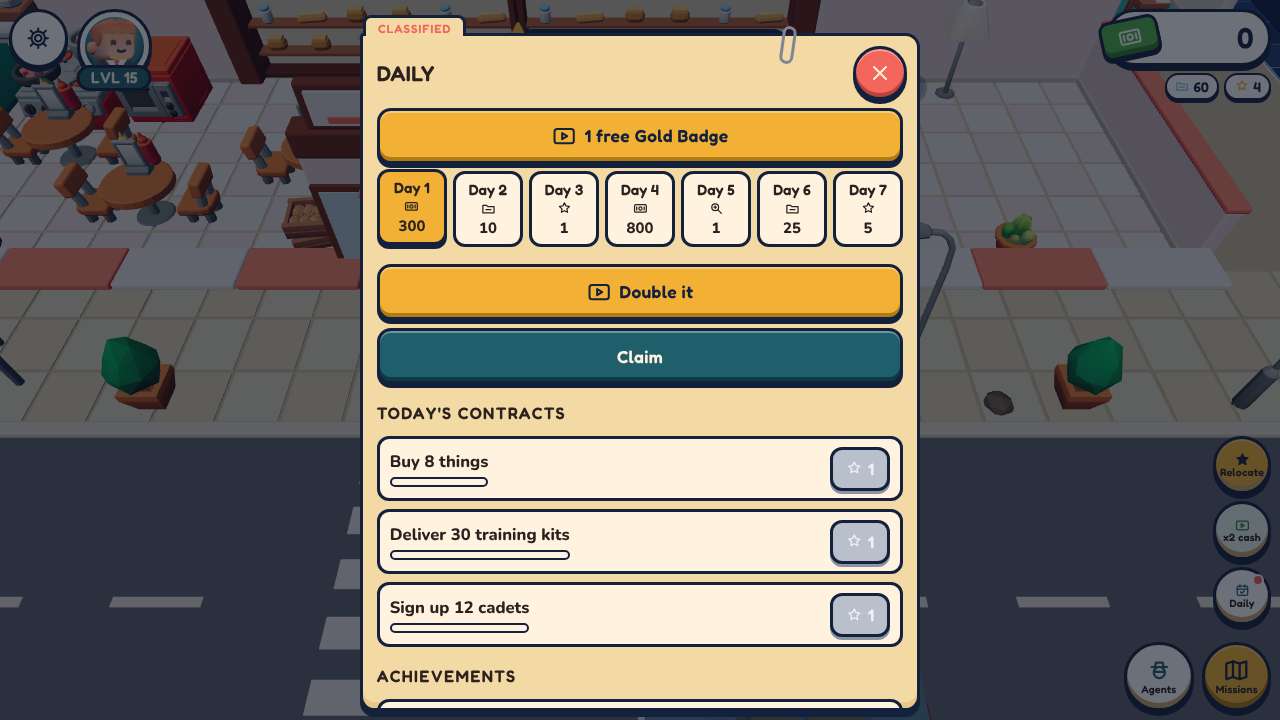 CLASSIFIED
DAILY
LVL 15
0
60
4
1 free Gold Badge
Day 1
300
Day 2
10
Day 3
1
Day 4
800
Day 5
1
Day 6
25
Day 7
5
Double it
Claim
TODAY'S CONTRACTS
Buy 8 things
1
Deliver 30 training kits
1
Sign up 12 cadets
1
ACHIEVEMENTS
Relocate
x2 cash
Daily
Agents
Missions